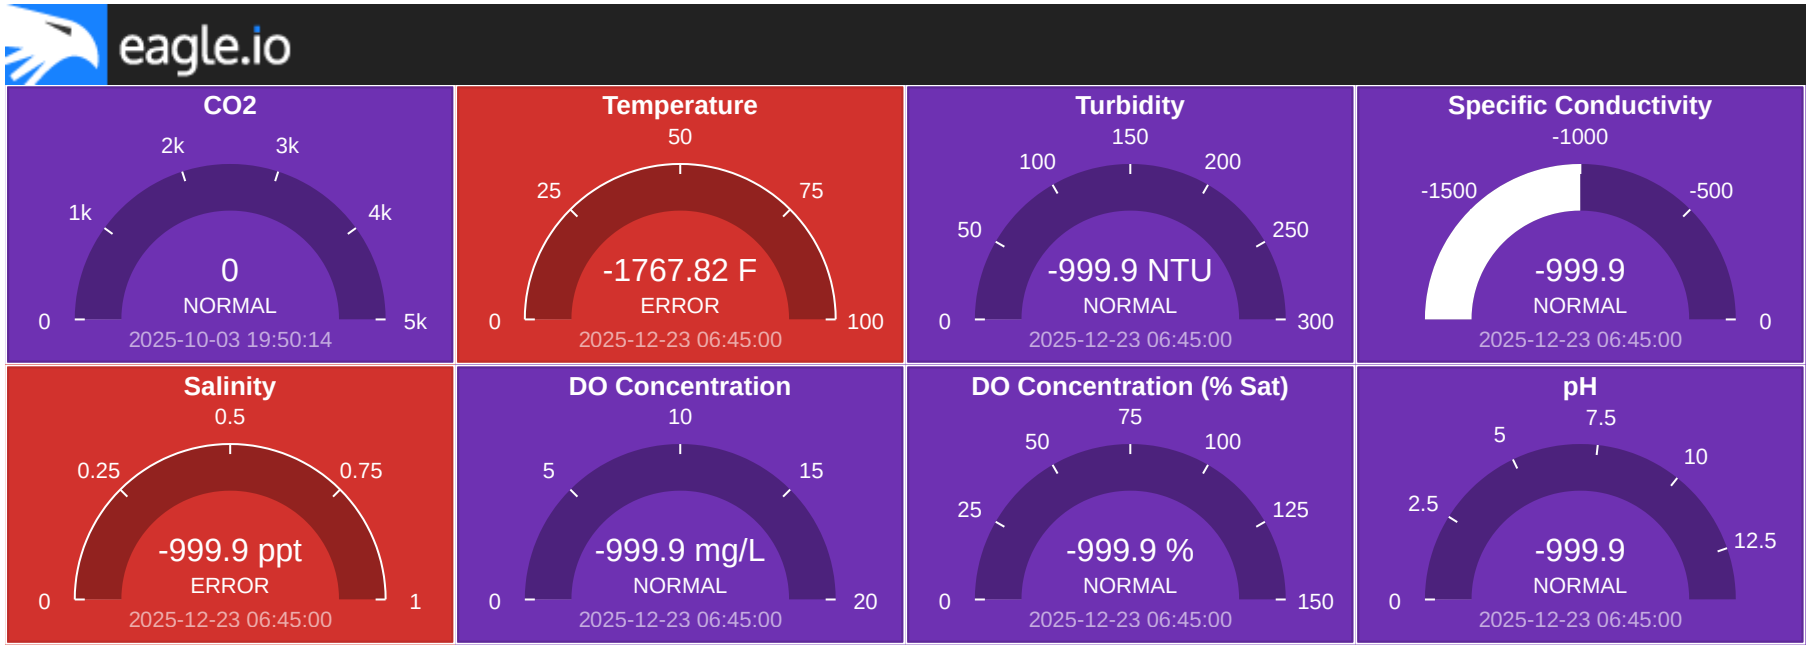 eagle.io
CO2
0
1k
2k
3k
4k
5k
0
NORMAL
2025-10-03 19:50:14
Temperature
0
25
50
75
100
-1767.82 F
ERROR
2025-12-23 06:45:00
Turbidity
0
50
100
150
200
250
300
-999.9 NTU
NORMAL
2025-12-23 06:45:00
Specific Conductivity
-1500
-1000
-500
0
-999.9
NORMAL
2025-12-23 06:45:00
Salinity
0
0.25
0.5
0.75
1
-999.9 ppt
ERROR
2025-12-23 06:45:00
DO Concentration
0
5
10
15
20
-999.9 mg/L
NORMAL
2025-12-23 06:45:00
DO Concentration (% Sat)
0
25
50
75
100
125
150
-999.9 %
NORMAL
2025-12-23 06:45:00
pH
0
2.5
5
7.5
10
12.5
-999.9
NORMAL
2025-12-23 06:45:00